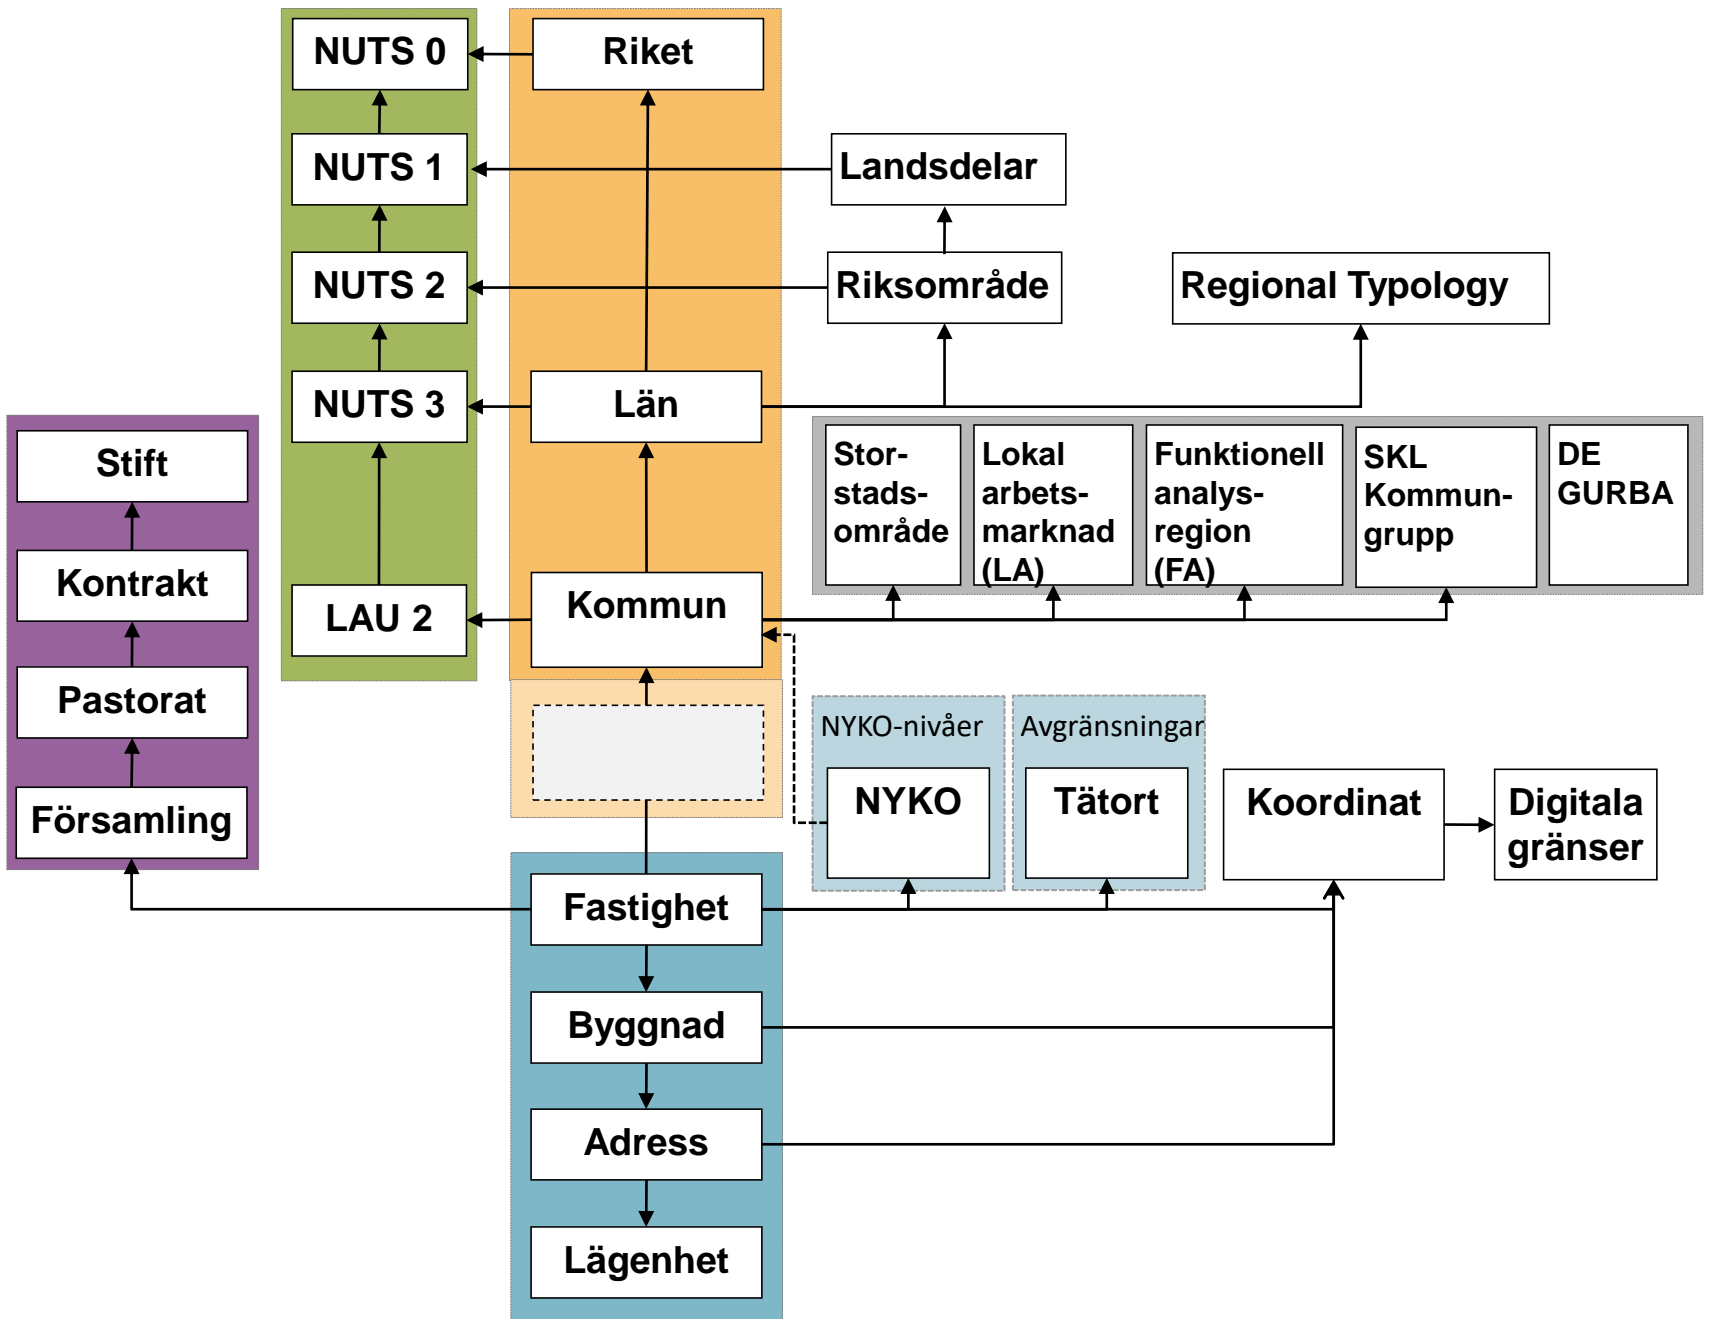 NUTS 0
Riket
NUTS 1
Landsdelar
NUTS 2
Riksområde
Regional Typology
NUTS 3
Län
Stift
Kontrakt
Pastorat
Församling
Stor-
stads-
område
Lokal
arbets-
marknad
(LA)
Funktionell
analys-
region
(FA)
SKL
Kommun-
grupp
DE
GURBA
LAU 2
Kommun
NYKO-nivåer
NYKO
Avgränsningar
Tätort
Koordinat
Digitala
gränser
Fastighet
Byggnad
Adress
Lägenhet